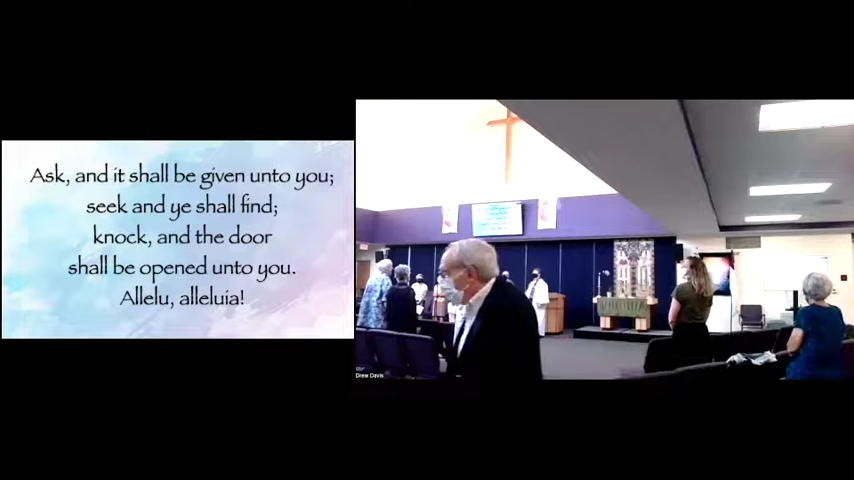 Ask, and it shall be given unto you;
seek and ye shall find;
knock, and the door
shall be opened unto you.
Allelu, alleluia!
Drew Davis